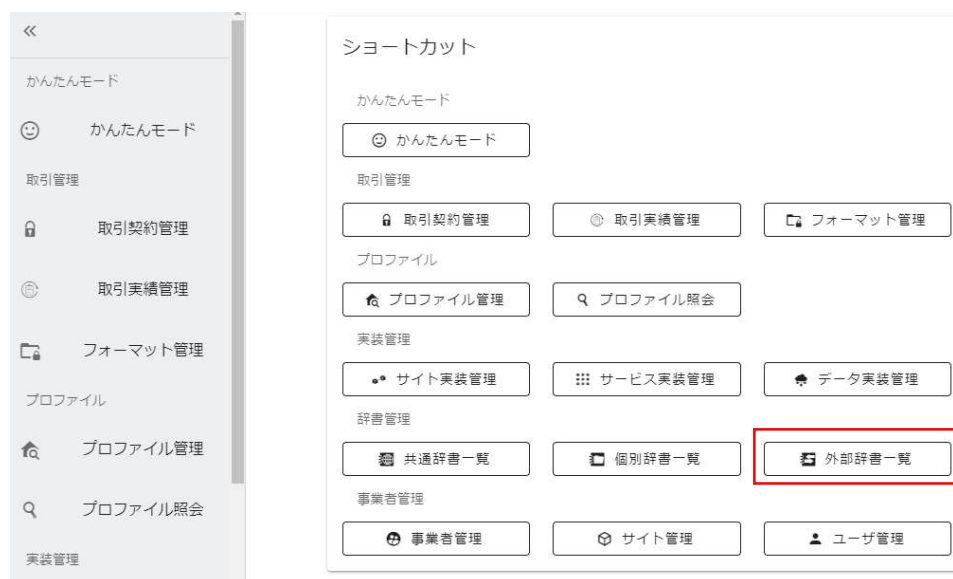 かんたんモード
かんたんモード
取引管理
取引契約管理
取引実績管理
フォーマット管理
プロファイル
プロファイル管理
プロファイル照会
実装管理
ショートカット
かんたんモード
かんたんモード
取引管理
取引契約管理
取引実績管理
フォーマット管理
プロファイル
プロファイル管理
プロファイル照会
実装管理
サイト実装管理
サービス実装管理
データ実装管理
辞書管理
共通辞書一覧
個別辞書一覧
外部辞書一覧
事業者管理
事業者管理
サイト管理
ユーザ管理